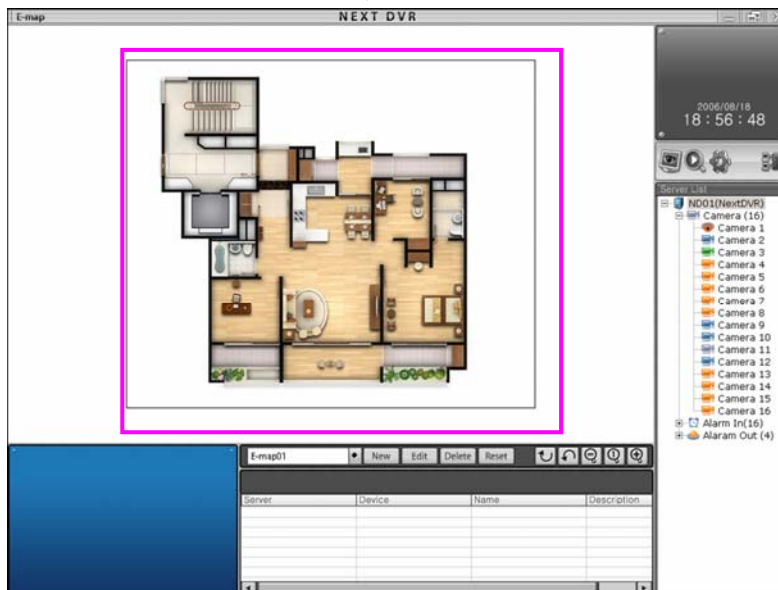 E-map
NEXT DVR
2006/08/18
18 : 56 : 48
Server List
ND01(NextDVR)
Camera (16)
Camera 1
Camera 2
Camera 3
Camera 4
Camera 5
Camera 6
Camera 7
Camera 8
Camera 9
Camera 10
Camera 11
Camera 12
Camera 13
Camera 14
Camera 15
Camera 16
Alarm In(16)
Alaram Out (4)
E-map01 New Edit Delete Reset
Server Device Name Description